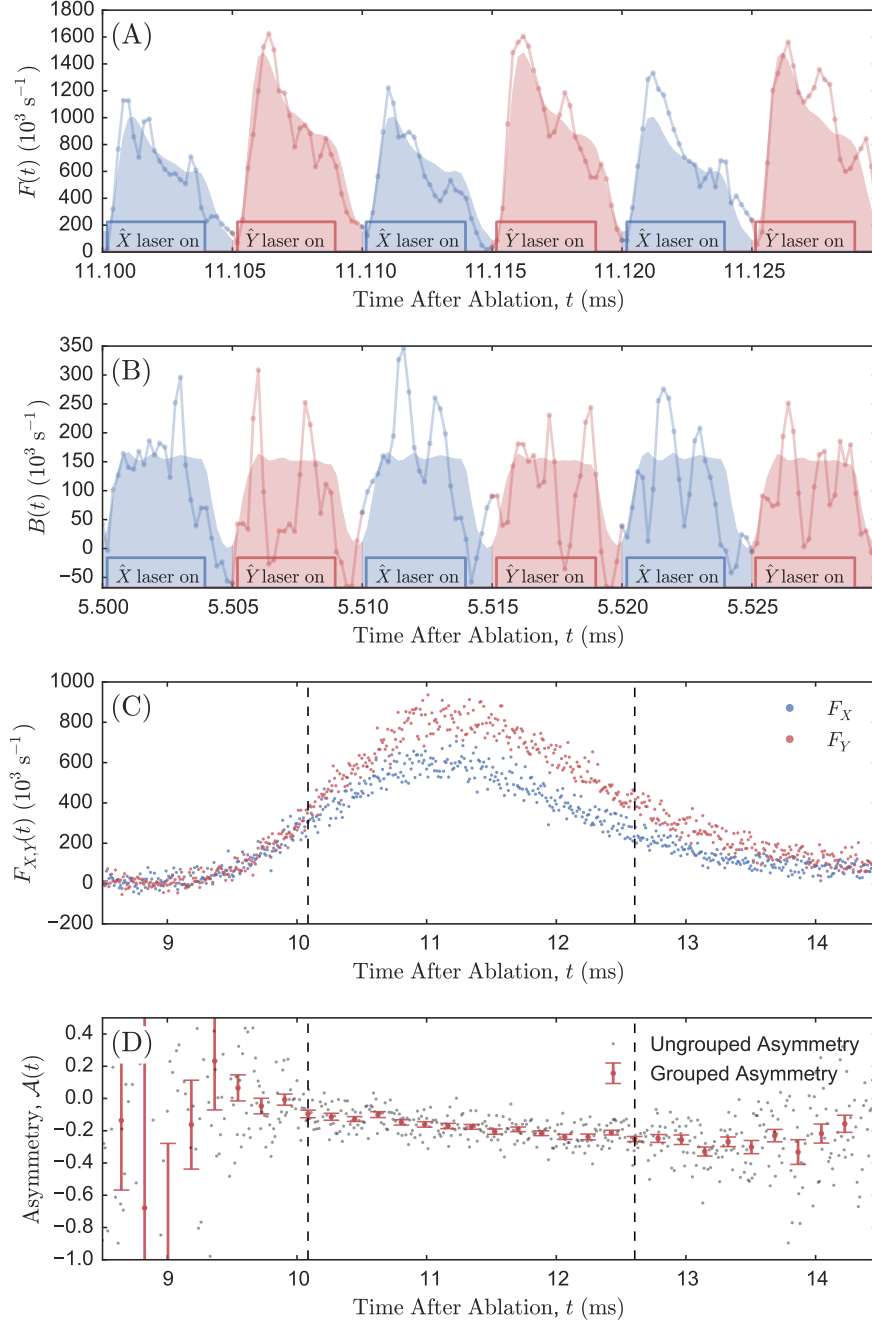 (A)
F(t) (10³ s⁻¹)
1800
1600
1400
1200
1000
800
600
400
200
0
X̂ laser on Ŷ laser on X̂ laser on Ŷ laser on X̂ laser on Ŷ laser on
11.100 11.105 11.110 11.116 11.120 11.125
Time After Ablation, t (ms)
(B)
B(t) (10³ s⁻¹)
350
300
250
200
150
100
50
0
−50
X̂ laser on Ŷ laser on X̂ laser on Ŷ laser on X̂ laser on Ŷ laser on
5.500 5.505 5.510 5.515 5.520 5.525
Time After Ablation, t (ms)
(C)
F_{X,Y}(t) (10³ s⁻¹)
1000
800
600
400
200
0
−200
F_X
F_Y
9 10 11 12 13 14
Time After Ablation, t (ms)
(D)
Asymmetry, 𝒜(t)
0.4
0.2
0.0
−0.2
−0.4
−0.6
−0.8
−1.0
Ungrouped Asymmetry
Grouped Asymmetry
9 10 11 12 13 14
Time After Ablation, t (ms)